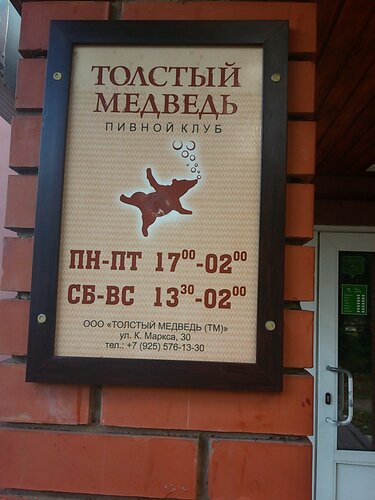 ТОЛСТЫЙ
МЕДВЕДЬ
ПИВНОЙ КЛУБ
ПН-ПТ 17⁰⁰-02⁰⁰
СБ-ВС 13³⁰-02⁰⁰
ООО «ТОЛСТЫЙ МЕДВЕДЬ (ТМ)»
ул. К. Маркса, 30
тел.: +7 (925) 576-13-30